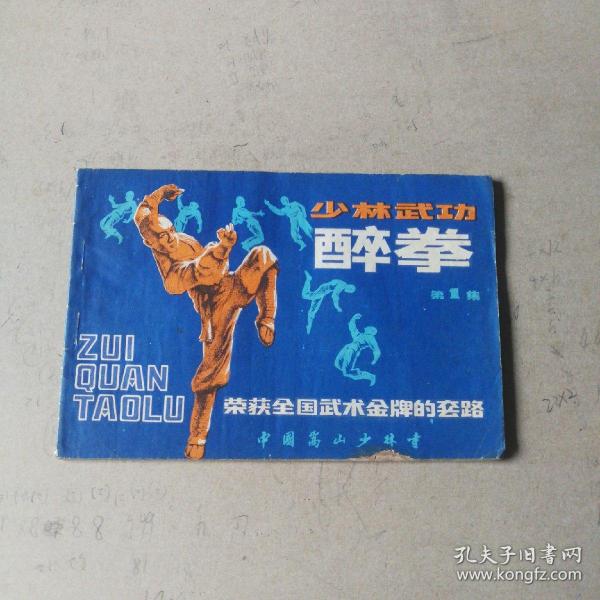 少林武功
醉拳
第1集
ZUI
QUAN
TAOLU
荣获全国武术金牌的套路
中国嵩山少林寺
孔夫子旧书网
www.kongfz.com